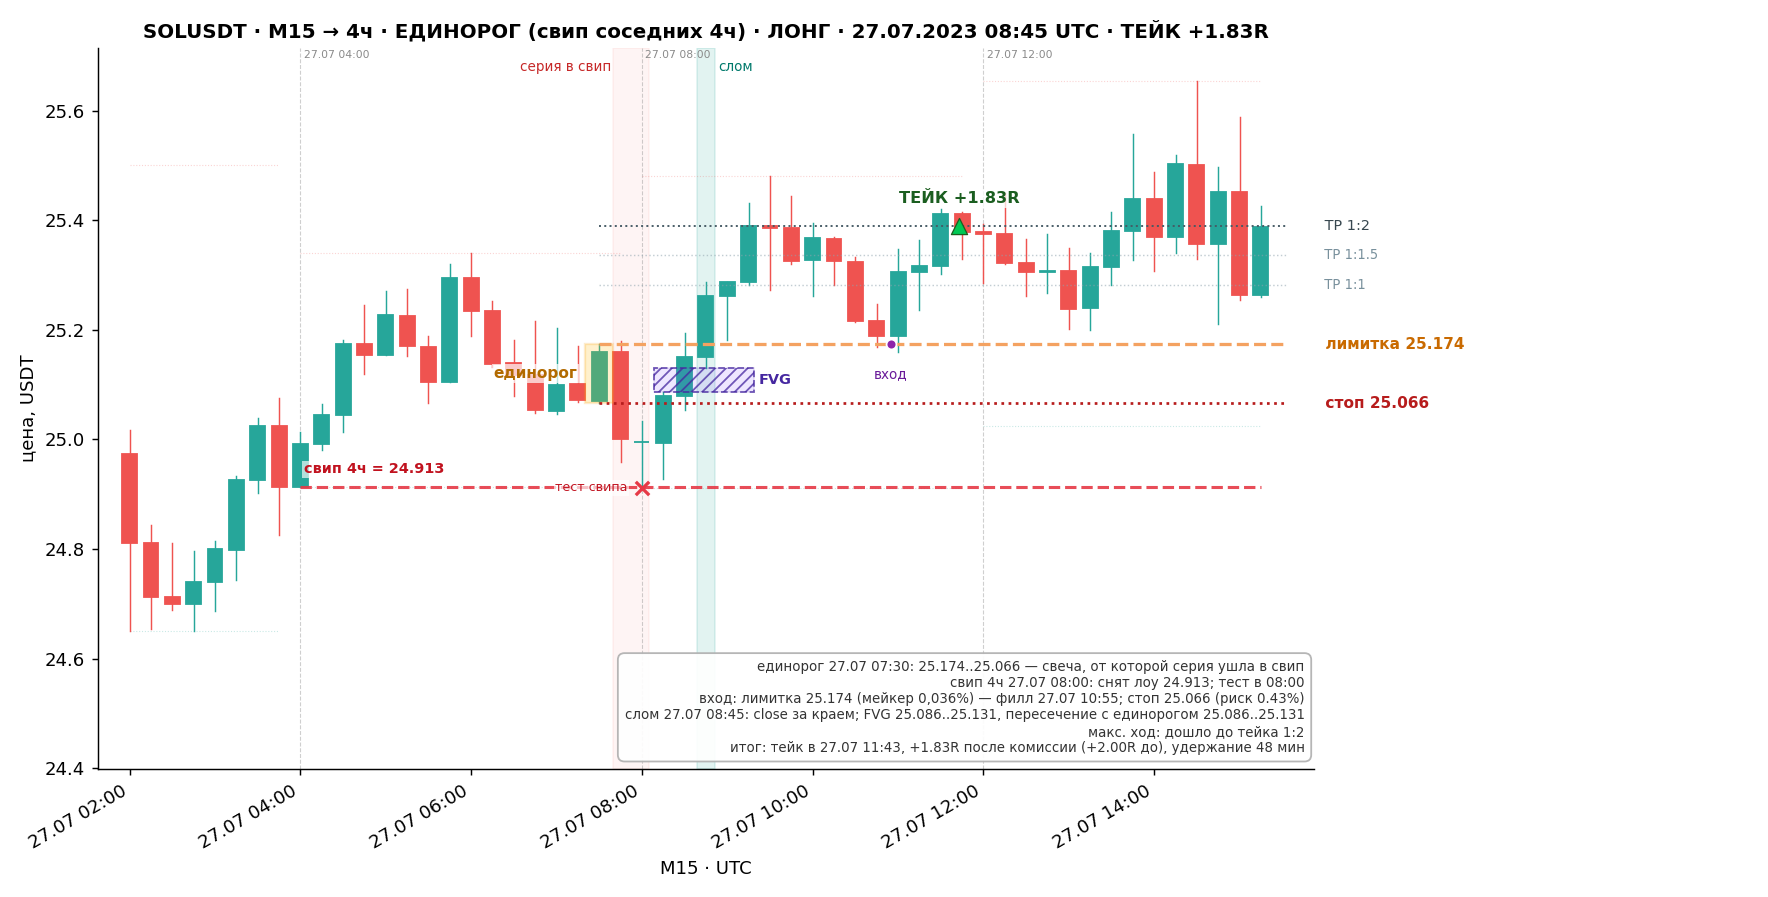 SOLUSDT · M15 → 4ч · ЕДИНОРОГ (свип соседних 4ч) · ЛОНГ · 27.07.2023 08:45 UTC · ТЕЙК +1.83R
27.07 04:00
27.07 08:00
27.07 12:00
серия в свип
слом
25.6
25.4
25.2
25.0
24.8
24.6
24.4
цена, USDT
ТЕЙК +1.83R
TP 1:2
TP 1:1.5
TP 1:1
лимитка 25.174
стоп 25.066
единорог
FVG
вход
свип 4ч = 24.913
тест свипа
единорог 27.07 07:30: 25.174..25.066 — свеча, от которой серия ушла в свип
свип 4ч 27.07 08:00: снят лоу 24.913; тест в 08:00
вход: лимитка 25.174 (мейкер 0,036%) — филл 27.07 10:55; стоп 25.066 (риск 0.43%)
слом 27.07 08:45: close за краем; FVG 25.086..25.131, пересечение с единорогом 25.086..25.131
макс. ход: дошло до тейка 1:2
итог: тейк в 27.07 11:43, +1.83R после комиссии (+2.00R до), удержание 48 мин
27.07 02:00
27.07 04:00
27.07 06:00
27.07 08:00
27.07 10:00
27.07 12:00
27.07 14:00
M15 · UTC